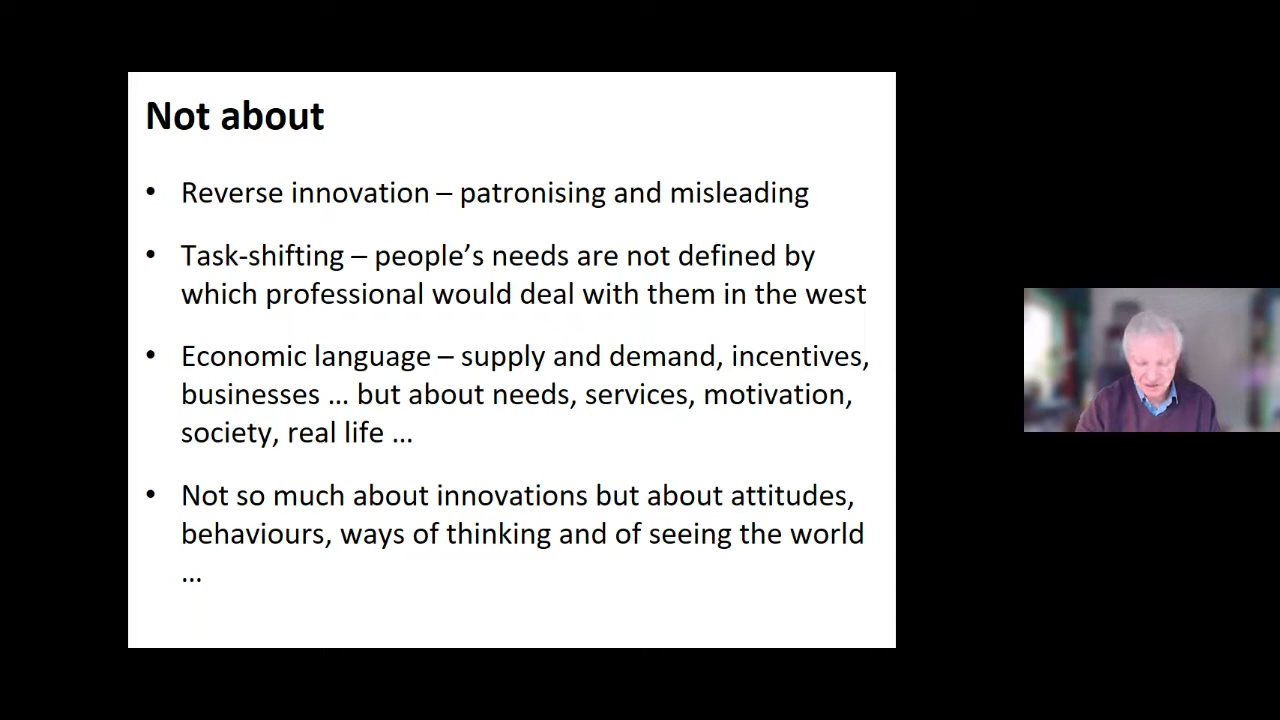 Not about
• Reverse innovation – patronising and misleading
• Task-shifting – people’s needs are not defined by
which professional would deal with them in the west
• Economic language – supply and demand, incentives,
businesses … but about needs, services, motivation,
society, real life …
• Not so much about innovations but about attitudes,
behaviours, ways of thinking and of seeing the world
…